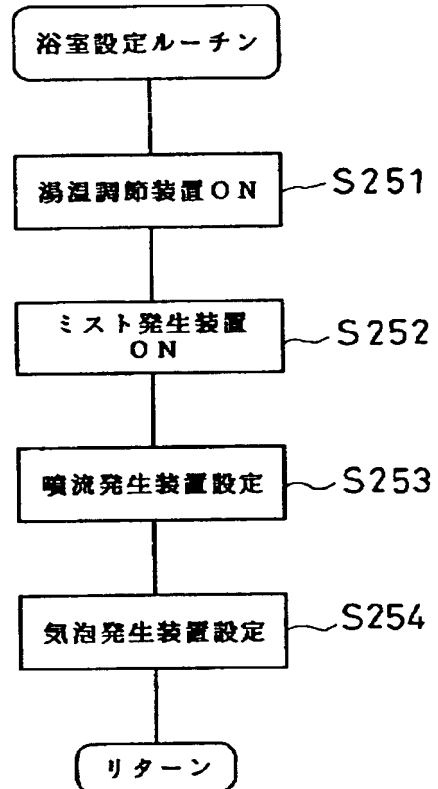 浴室設定ルーチン
湯温調節装置ON
S251
ミスト発生装置
ON
S252
噴流発生装置設定
S253
気泡発生装置設定
S254
リターン